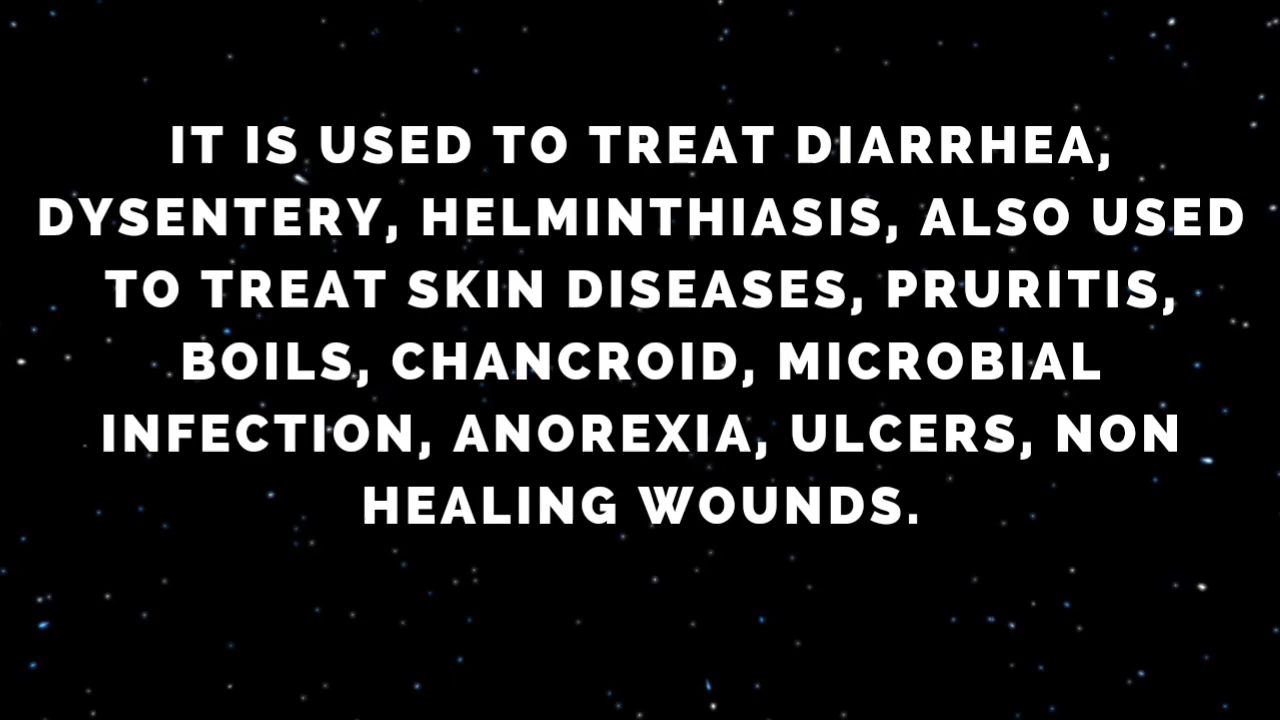 IT IS USED TO TREAT DIARRHEA,
DYSENTERY, HELMINTHIASIS, ALSO USED
TO TREAT SKIN DISEASES, PRURITIS,
BOILS, CHANCROID, MICROBIAL
INFECTION, ANOREXIA, ULCERS, NON
HEALING WOUNDS.